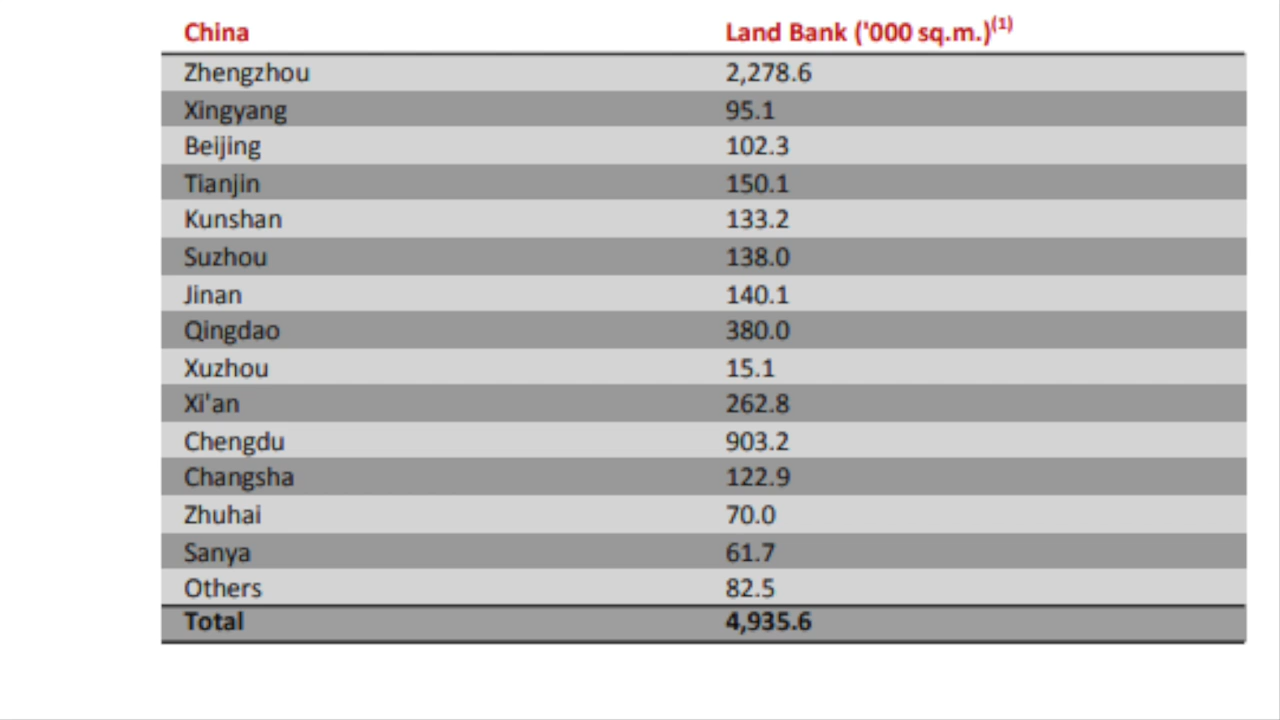 China Land Bank ('000 sq.m.)(1)
Zhengzhou 2,278.6
Xingyang 95.1
Beijing 102.3
Tianjin 150.1
Kunshan 133.2
Suzhou 138.0
Jinan 140.1
Qingdao 380.0
Xuzhou 15.1
Xi'an 262.8
Chengdu 903.2
Changsha 122.9
Zhuhai 70.0
Sanya 61.7
Others 82.5
Total 4,935.6